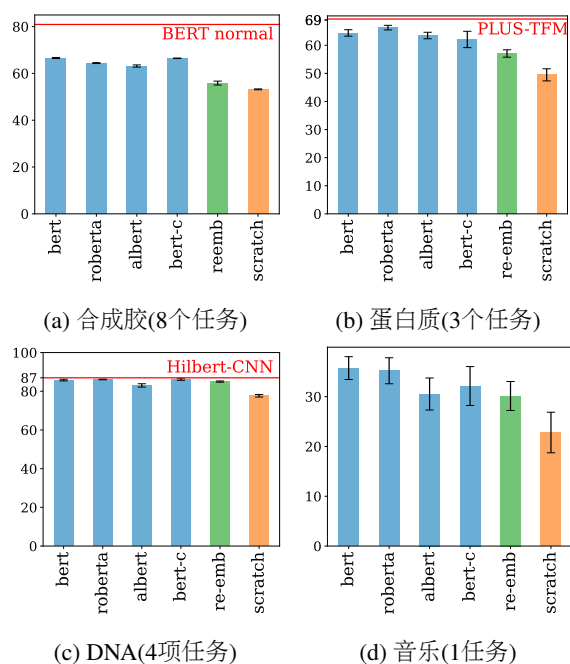 80
60
40
20
0
BERT normal
bert
roberta
albert
bert-c
reemb
scratch
(a) 合成胶(8个任务)
69
60
50
40
30
20
10
0
PLUS-TFM
bert
roberta
albert
bert-c
re-emb
scratch
(b) 蛋白质(3个任务)
100
87
80
60
40
20
0
Hilbert-CNN
bert
roberta
albert
bert-c
re-emb
scratch
(c) DNA(4项任务)
30
20
10
0
bert
roberta
albert
bert-c
re-emb
scratch
(d) 音乐(1任务)